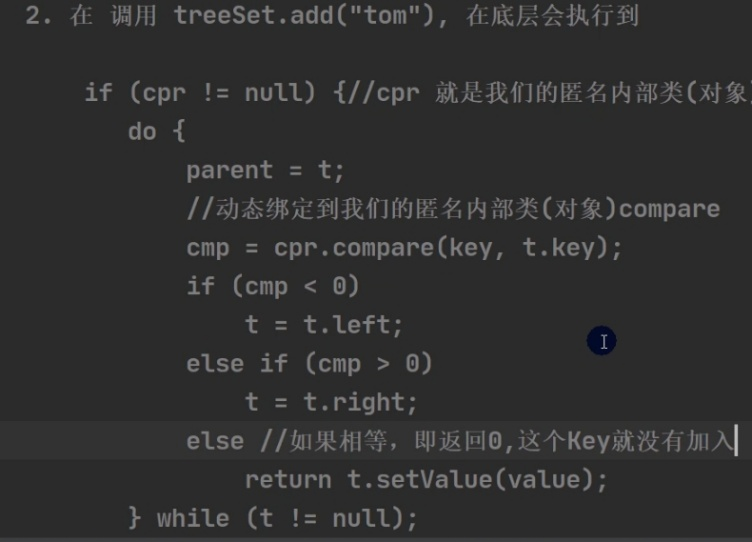 2. 在 调用 treeSet.add("tom"), 在底层会执行到
if (cpr != null) {//cpr 就是我们的匿名内部类(对象)
do {
parent = t;
//动态绑定到我们的匿名内部类(对象)compare
cmp = cpr.compare(key, t.key);
if (cmp < 0)
t = t.left;
else if (cmp > 0)
t = t.right;
else //如果相等，即返回0,这个Key就没有加入
return t.setValue(value);
} while (t != null);